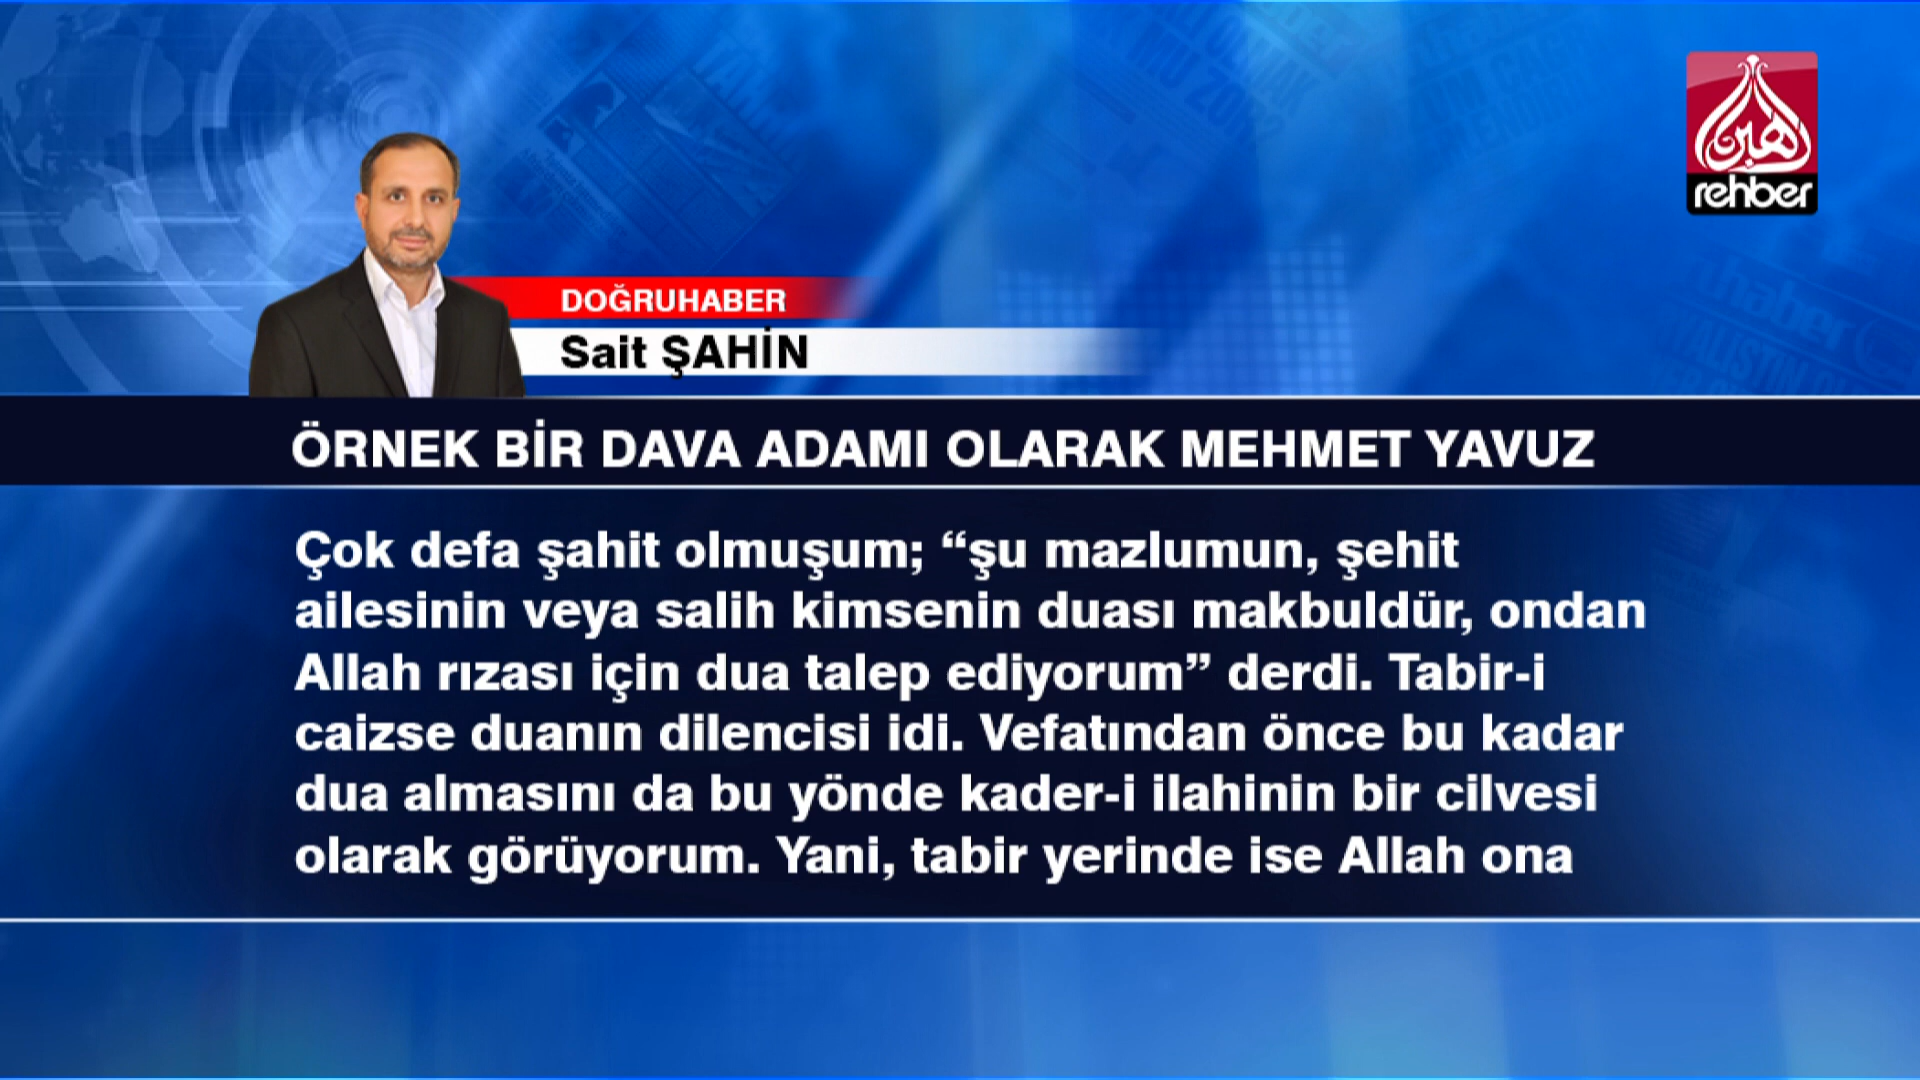 رهبر
rehber
DOĞRUHABER
Sait ŞAHİN
ÖRNEK BİR DAVA ADAMI OLARAK MEHMET YAVUZ
Çok defa şahit olmuşum; “şu mazlumun, şehit
ailesinin veya salih kimsenin duası makbuldür, ondan
Allah rızası için dua talep ediyorum” derdi. Tabir-i
caizse duanın dilencisi idi. Vefatından önce bu kadar
dua almasını da bu yönde kader-i ilahinin bir cilvesi
olarak görüyorum. Yani, tabir yerinde ise Allah ona